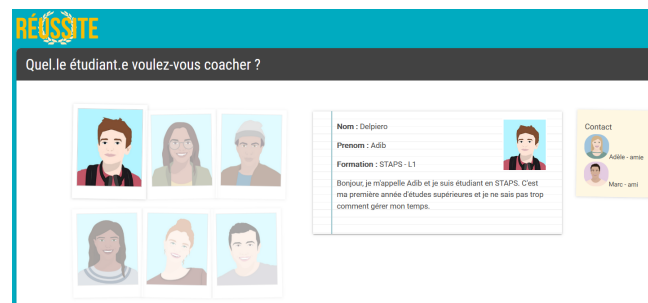 RÉUSSITE
Quel.le étudiant.e voulez-vous coacher ?
Nom : Delpiero
Prenom : Adib
Formation : STAPS - L1
Bonjour, je m'appelle Adib et je suis étudiant en STAPS. C'est
ma première année d'études supérieures et je ne sais pas trop
comment gérer mon temps.
Contact
Adèle - amie
Marc - ami